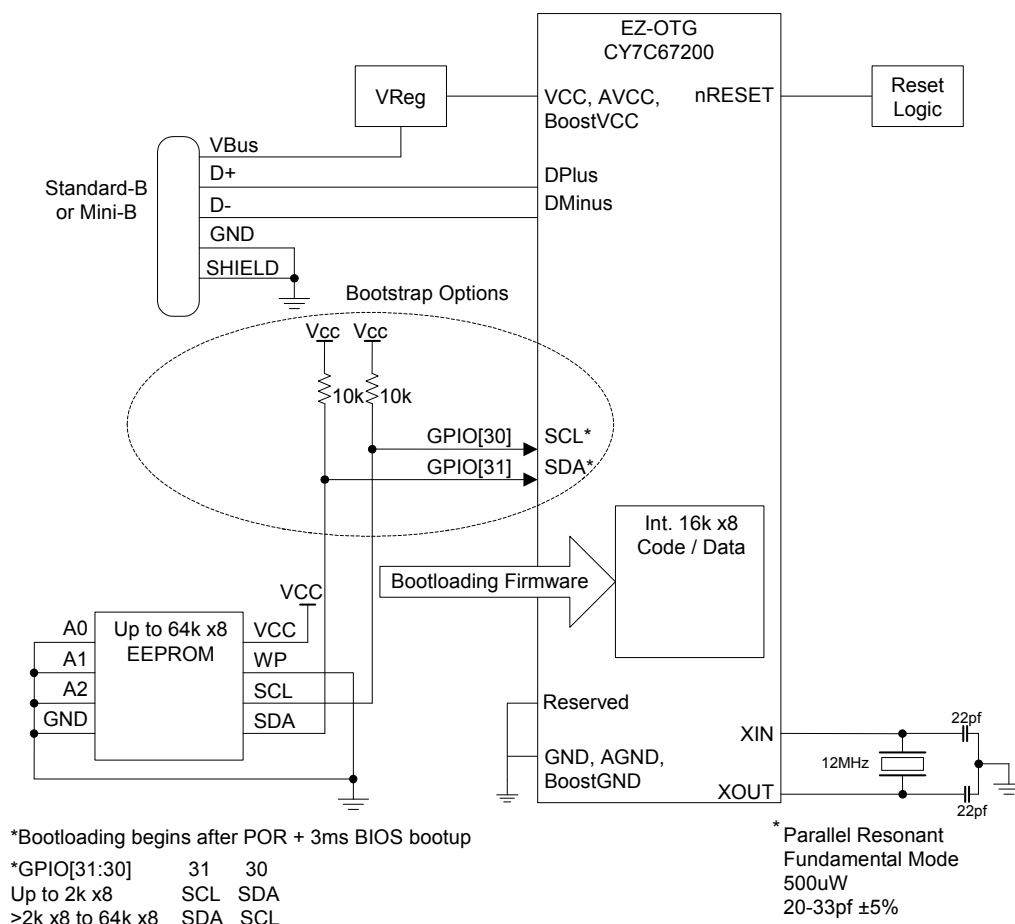 EZ-OTG
CY7C67200
VReg
VCC, AVCC,
BoostVCC
nRESET
Reset
Logic
VBus
D+
DPlus
Standard-B
or Mini-B
D-
DMinus
GND
SHIELD
Bootstrap Options
Vcc Vcc
10k 10k
GPIO[30] SCL*
GPIO[31] SDA*
Int. 16k x8
Code / Data
Bootloading Firmware
VCC
A0
A1
A2
GND
Up to 64k x8
EEPROM
VCC
WP
SCL
SDA
Reserved
GND, AGND,
BoostGND
XIN
XOUT
22pf
12MHz
22pf
*Bootloading begins after POR + 3ms BIOS bootup
*GPIO[31:30] 31 30
Up to 2k x8 SCL SDA
>2k x8 to 64k x8 SDA SCL
* Parallel Resonant
Fundamental Mode
500uW
20-33pf ±5%